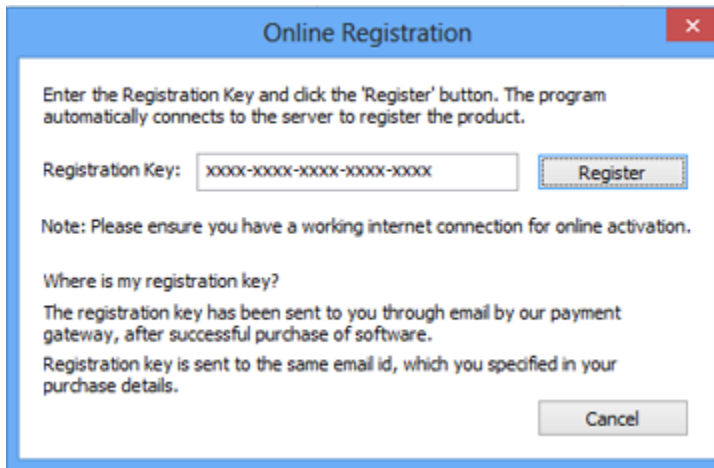 Online Registration
Enter the Registration Key and click the 'Register' button. The program
automatically connects to the server to register the product.
Registration Key: xxxx-xxxx-xxxx-xxxx-xxxx Register
Note: Please ensure you have a working internet connection for online activation.
Where is my registration key?
The registration key has been sent to you through email by our payment
gateway, after successful purchase of software.
Registration key is sent to the same email id, which you specified in your
purchase details.
Cancel